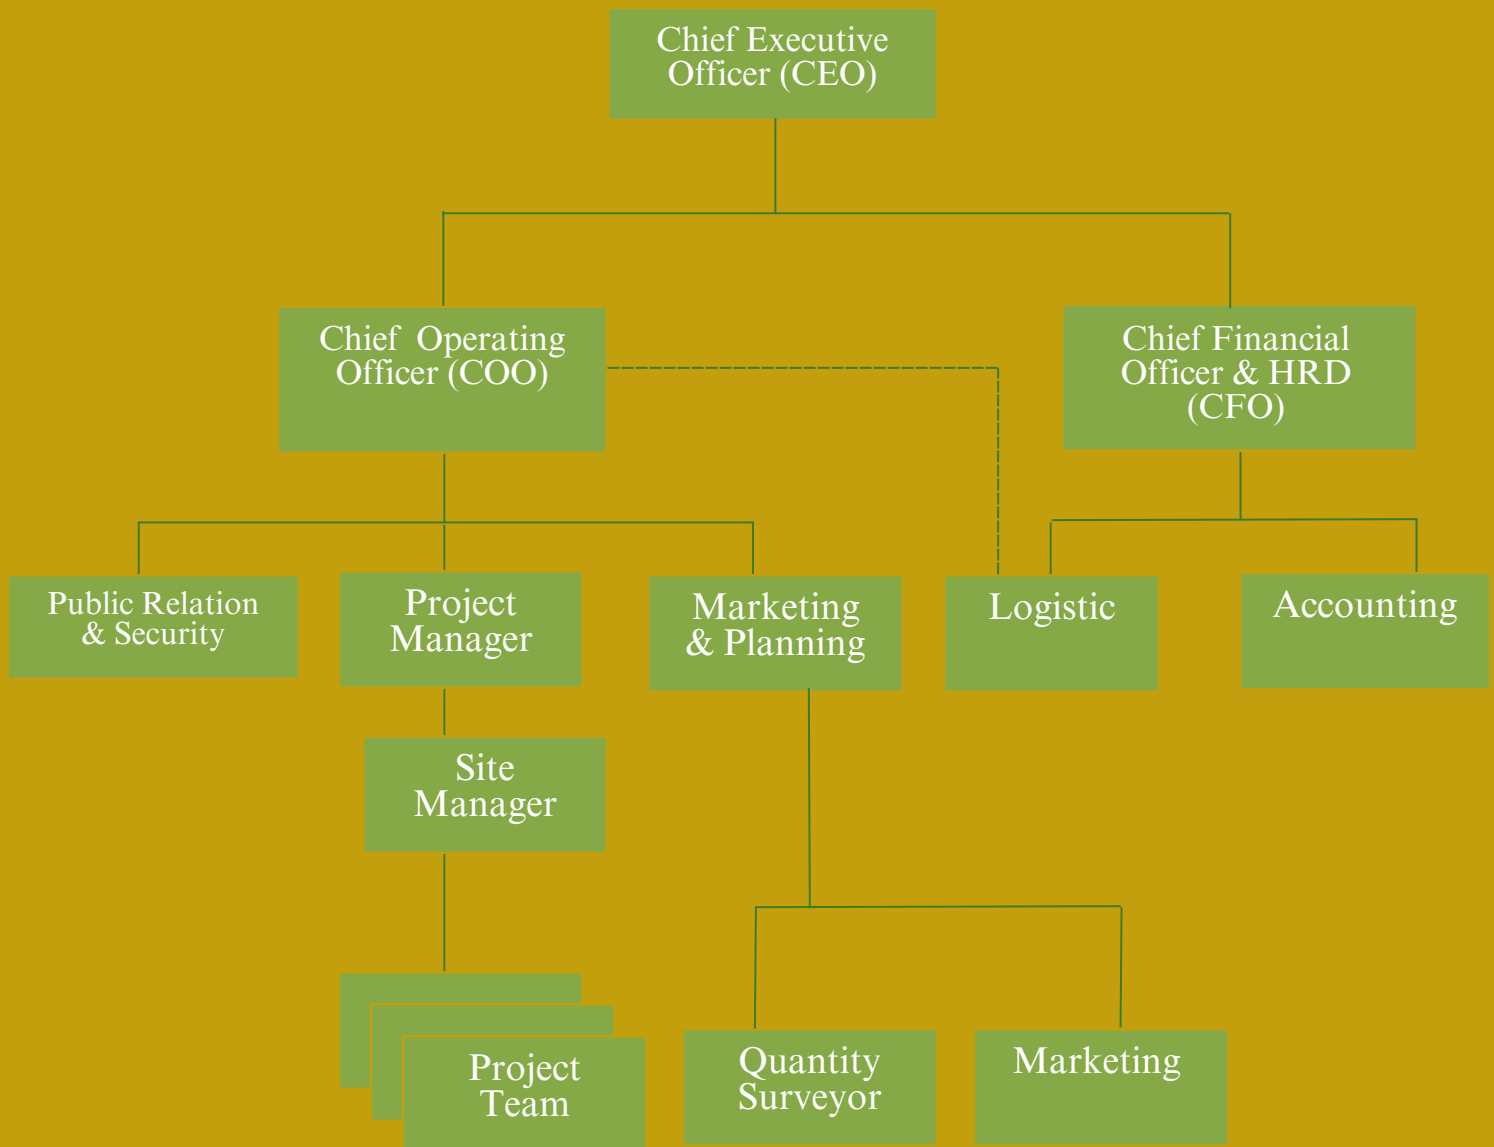 Chief Executive
Officer (CEO)
Chief Operating
Officer (COO)
Chief Financial
Officer & HRD
(CFO)
Public Relation
& Security
Project
Manager
Marketing
& Planning
Logistic
Accounting
Site
Manager
Project
Team
Quantity
Surveyor
Marketing